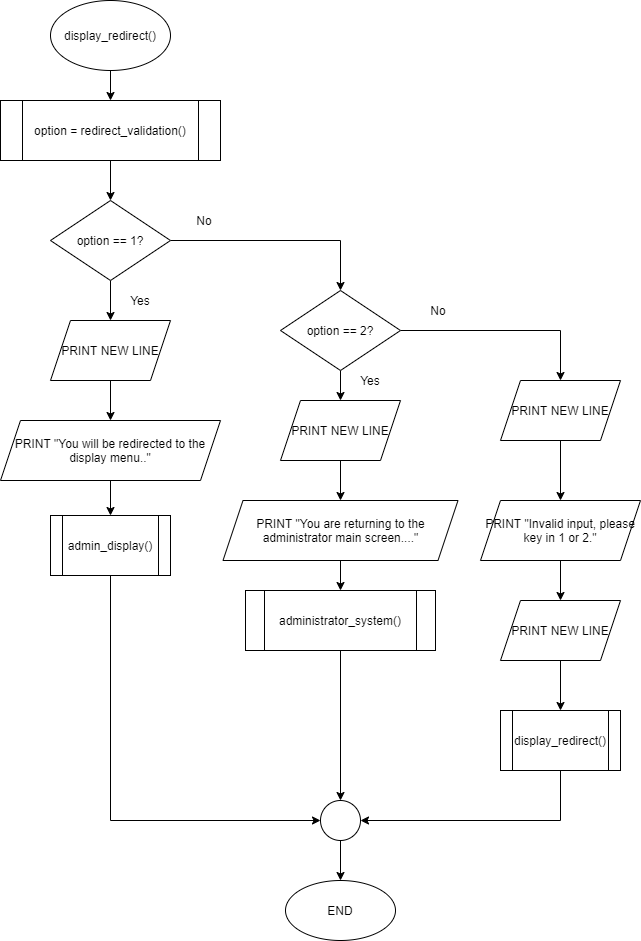 display_redirect()
option = redirect_validation()
option == 1?
No
Yes
option == 2?
No
Yes
PRINT NEW LINE
PRINT "You will be redirected to the
display menu.."
admin_display()
PRINT NEW LINE
PRINT "You are returning to the
administrator main screen...."
administrator_system()
PRINT NEW LINE
PRINT "Invalid input, please
key in 1 or 2."
PRINT NEW LINE
display_redirect()
END